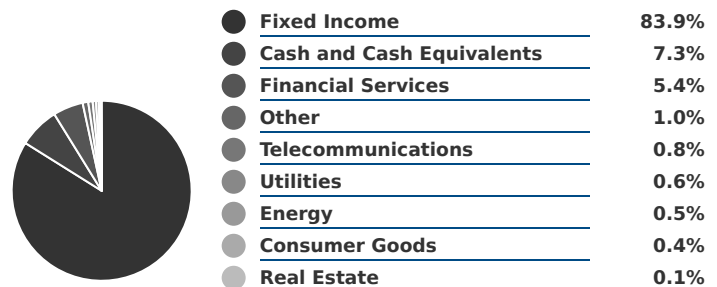 Fixed Income 83.9%
Cash and Cash Equivalents 7.3%
Financial Services 5.4%
Other 1.0%
Telecommunications 0.8%
Utilities 0.6%
Energy 0.5%
Consumer Goods 0.4%
Real Estate 0.1%